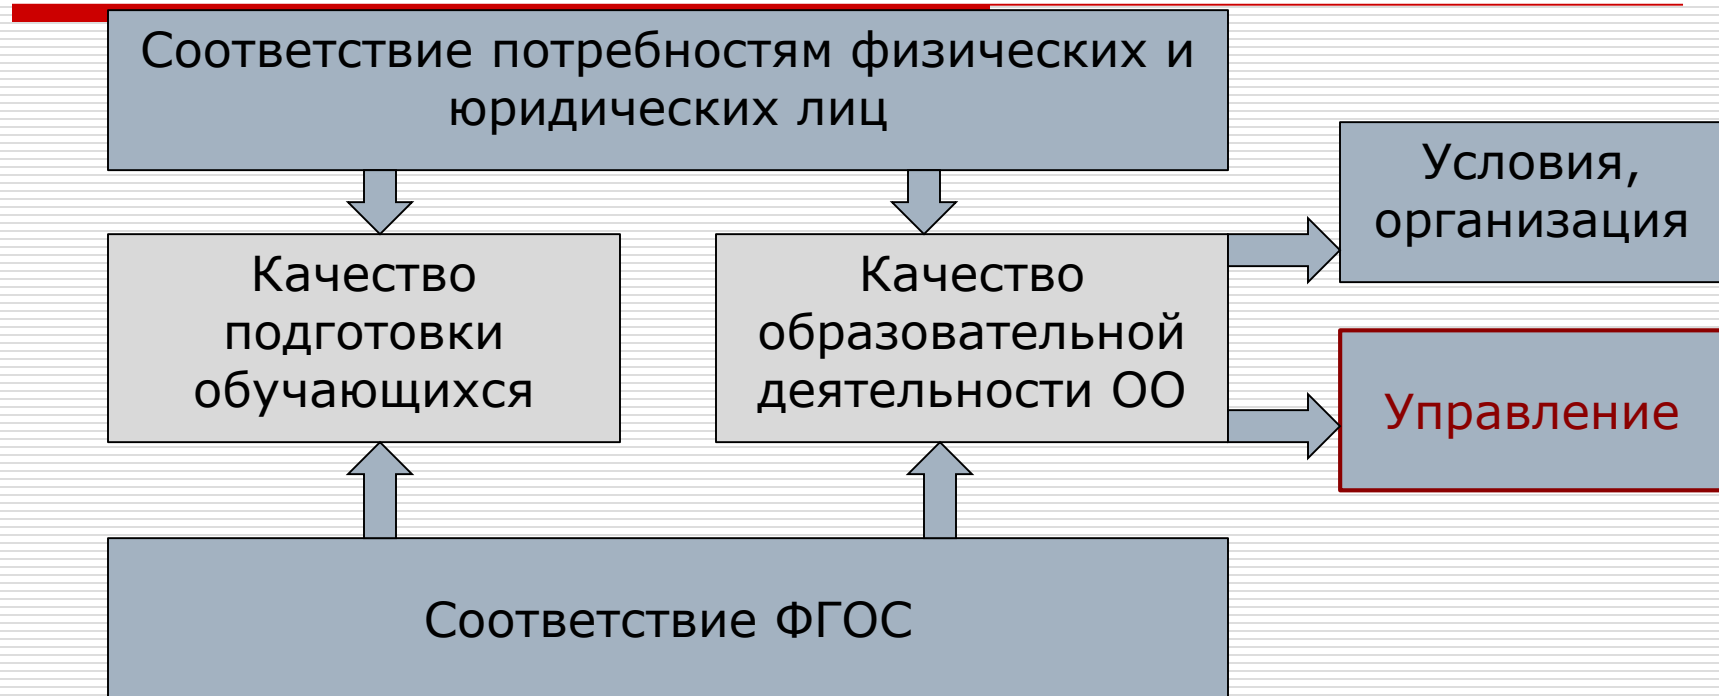 Соответствие потребностям физических и
юридических лиц
Условия,
организация
Качество
подготовки
обучающихся
Качество
образовательной
деятельности ОО
Управление
Соответствие ФГОС